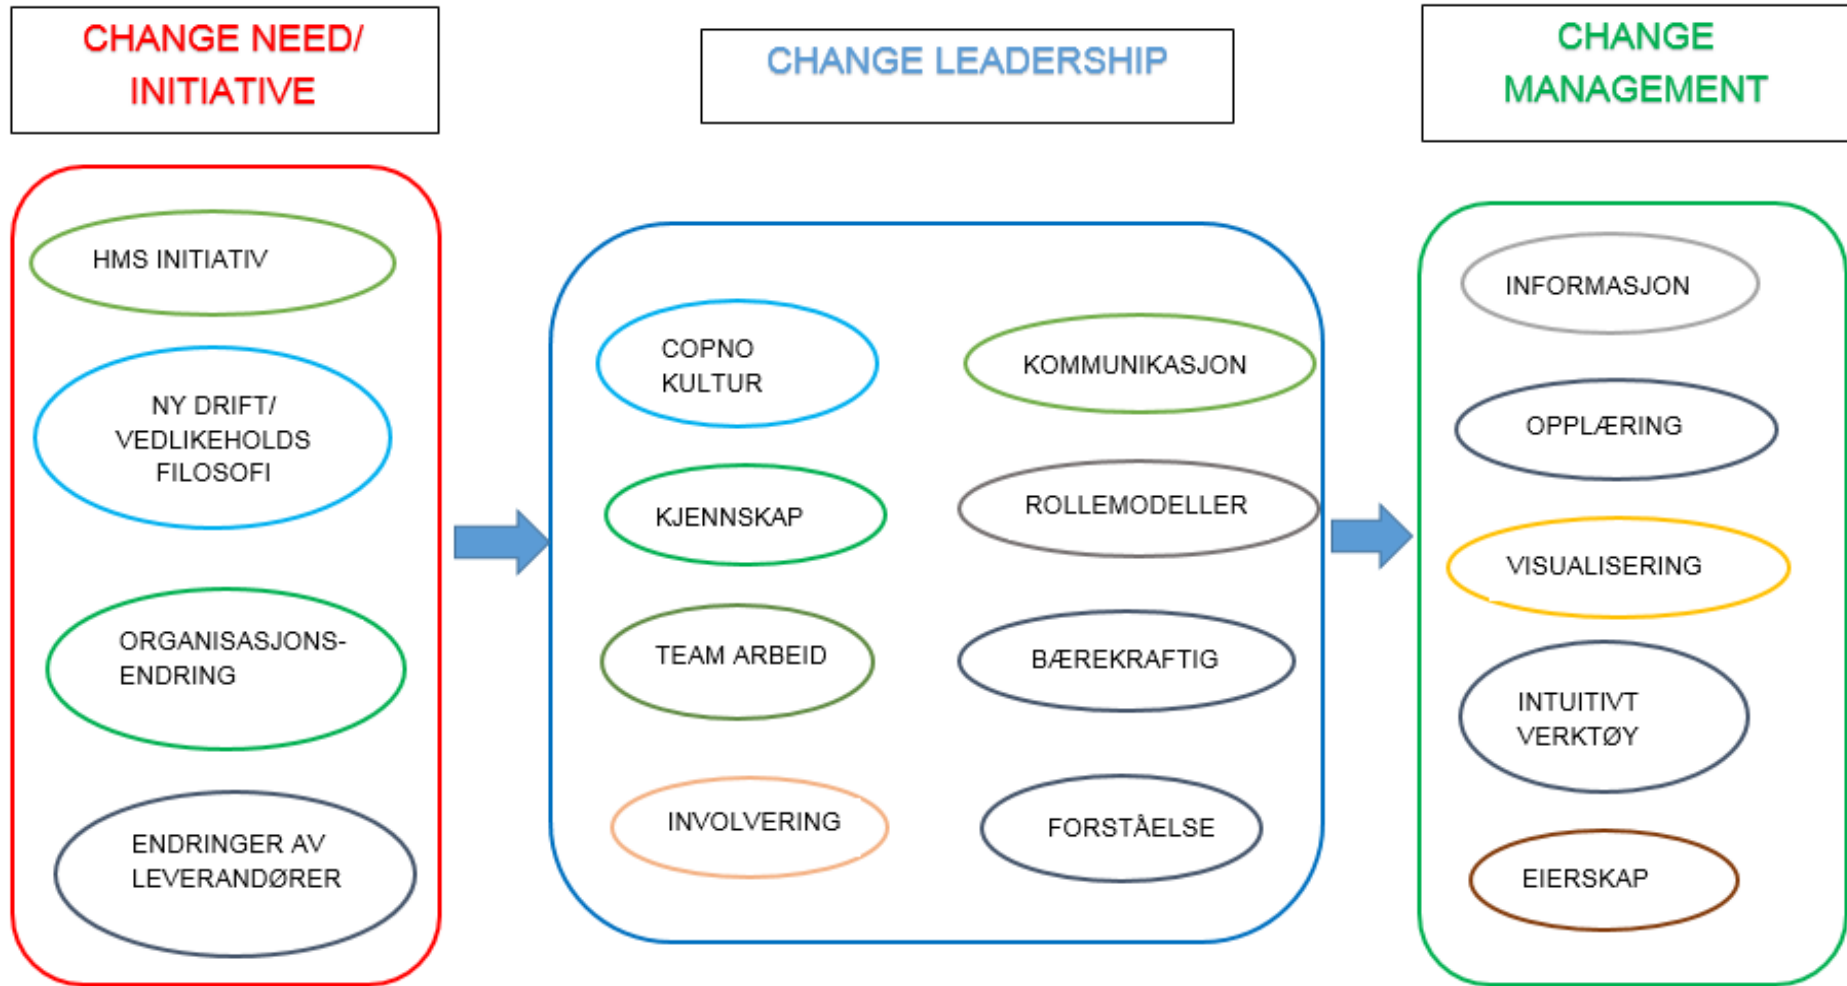 CHANGE NEED/
INITIATIVE
CHANGE LEADERSHIP
CHANGE
MANAGEMENT
HMS INITIATIV
NY DRIFT/
VEDLIKEHOLDS
FILOSOFI
ORGANISASJONS-
ENDRING
ENDRINGER AV
LEVERANDØRER
COPNO
KULTUR
KJENNSKAP
TEAM ARBEID
INVOLVERING
KOMMUNIKASJON
ROLLEMODELLER
BÆREKRAFTIG
FORSTÅELSE
INFORMASJON
OPPLÆRING
VISUALISERING
INTUITIVT
VERKTØY
EIERSKAP